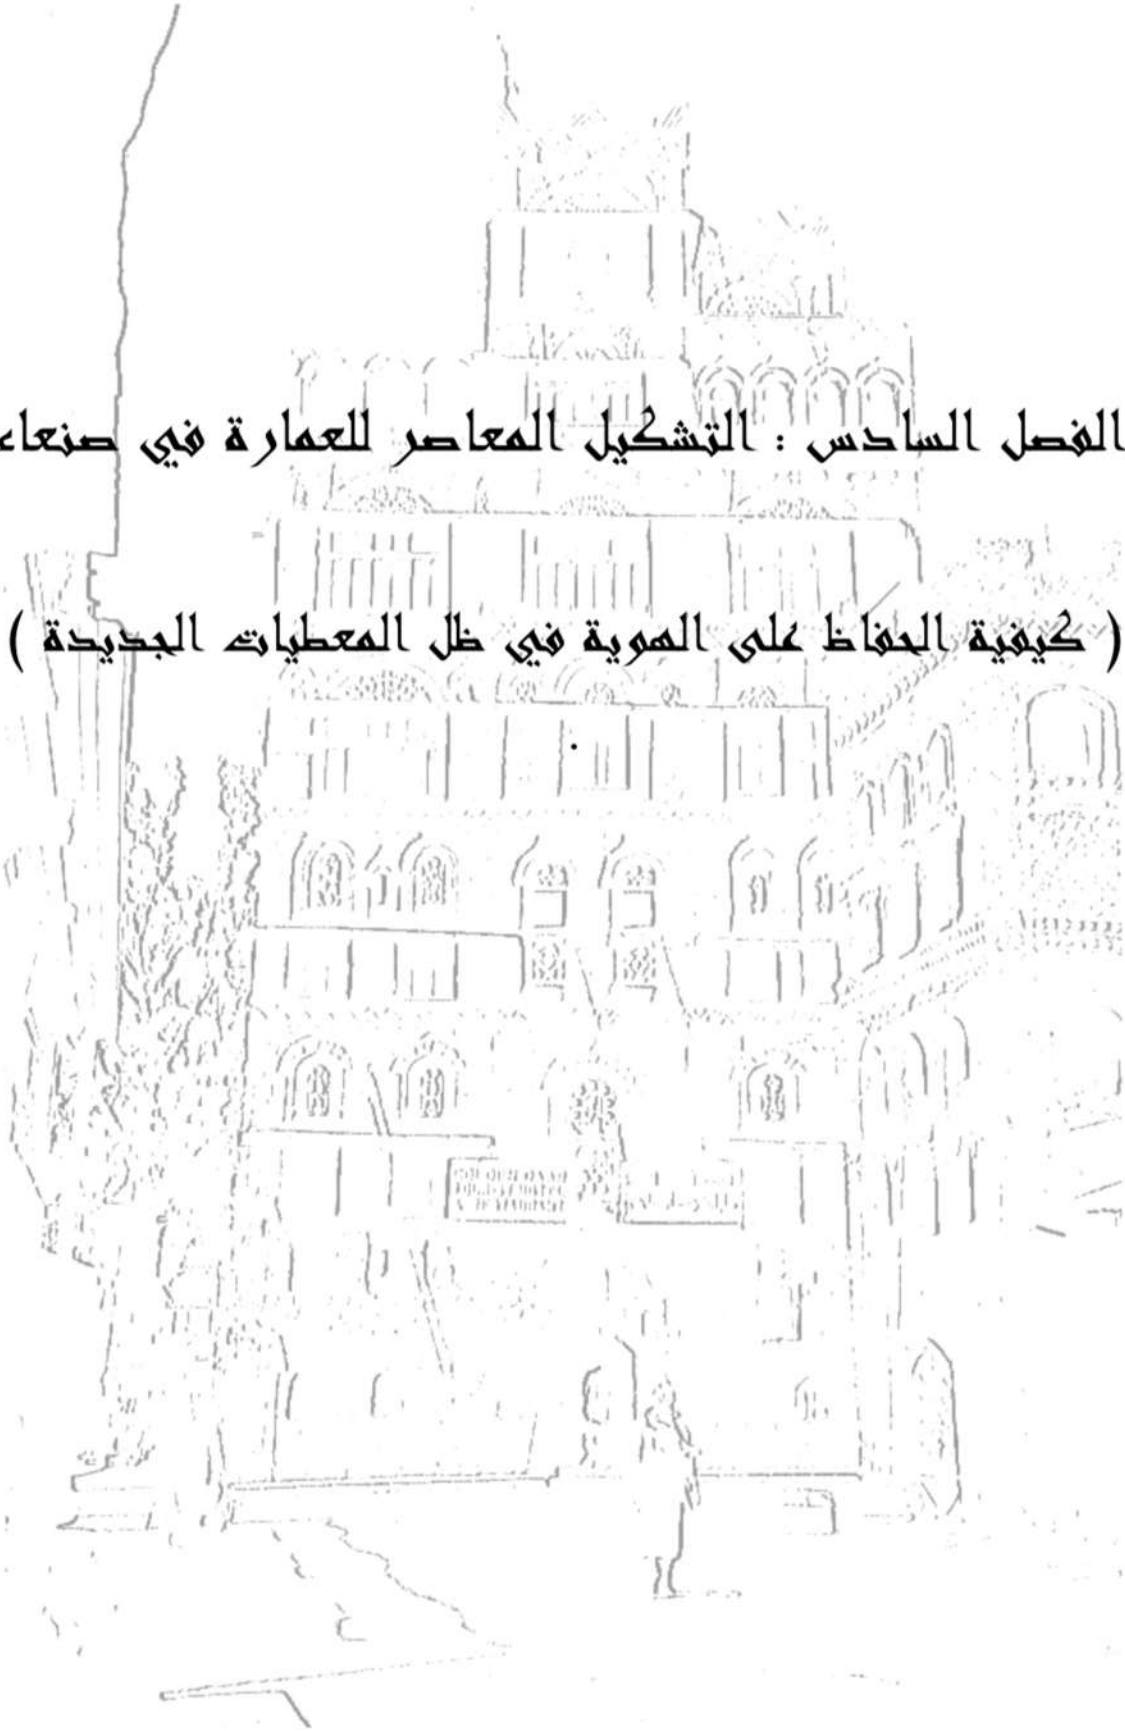 الفصل السادس : التشكيل المعاصر للعمارة في صنعاء
( كيفية الحفاظ على الهوية في ظل المعطيات الجديدة )
.